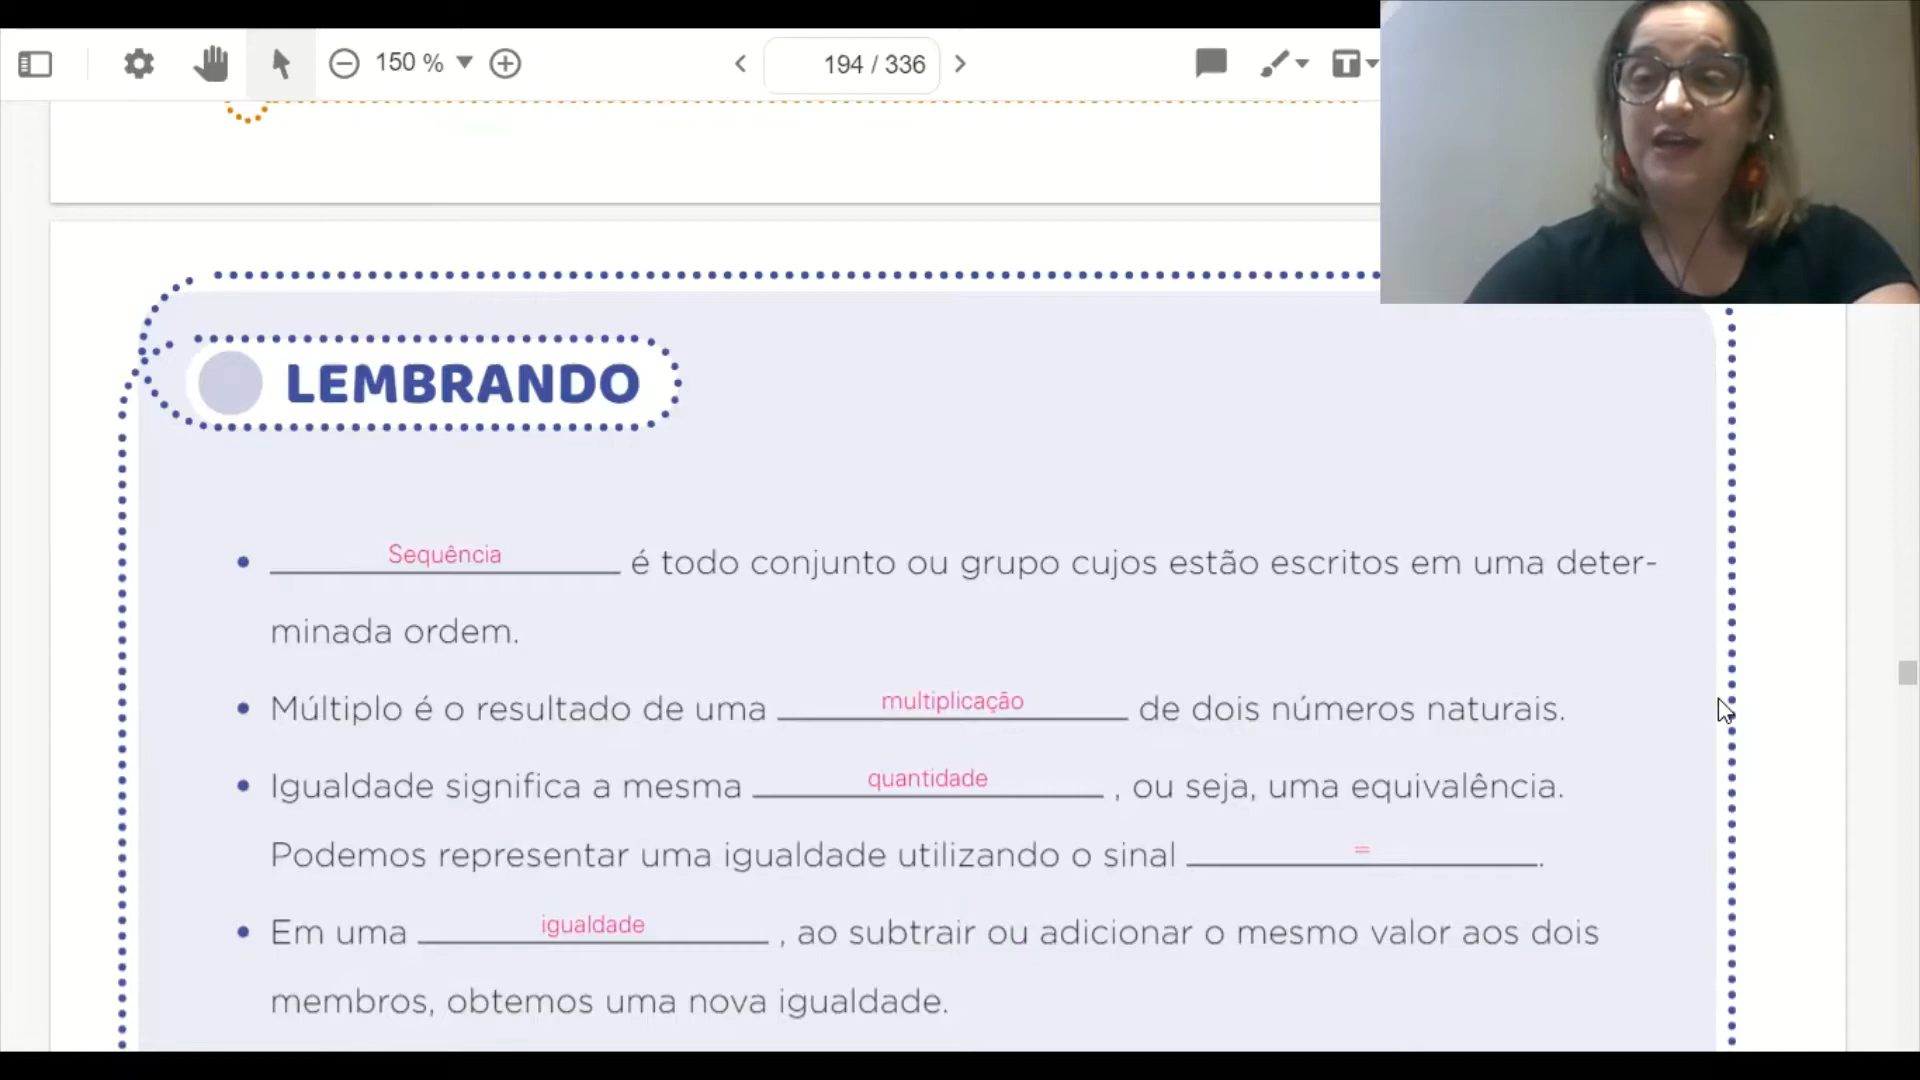 150 %
194 / 336
LEMBRANDO
• Sequência é todo conjunto ou grupo cujos estão escritos em uma deter-
minada ordem.
• Múltiplo é o resultado de uma multiplicação de dois números naturais.
• Igualdade significa a mesma quantidade , ou seja, uma equivalência.
Podemos representar uma igualdade utilizando o sinal =.
• Em uma igualdade , ao subtrair ou adicionar o mesmo valor aos dois
membros, obtemos uma nova igualdade.